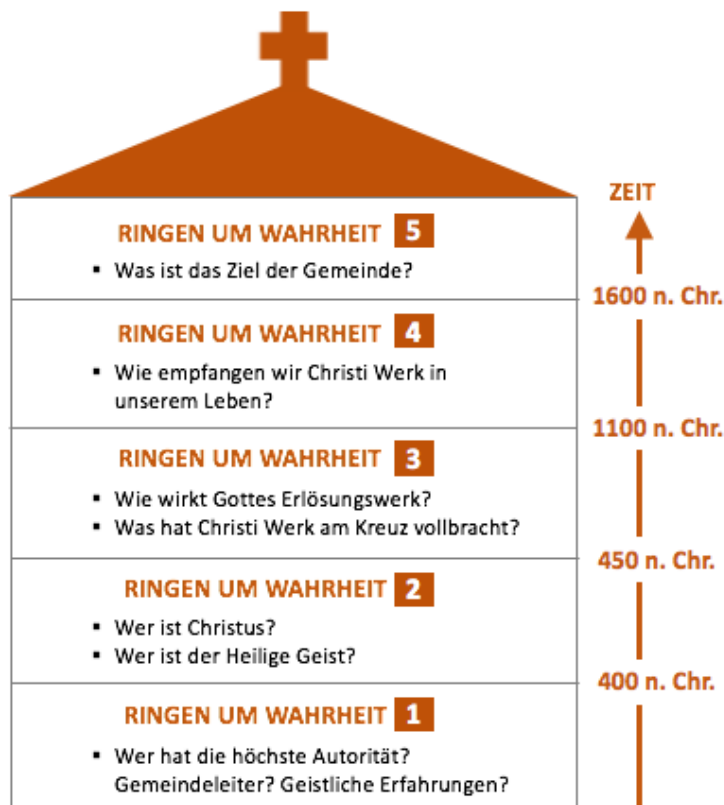 ZEIT
RINGEN UM WAHRHEIT 5
▪ Was ist das Ziel der Gemeinde?
1600 n. Chr.
RINGEN UM WAHRHEIT 4
▪ Wie empfangen wir Christi Werk in
unserem Leben?
1100 n. Chr.
RINGEN UM WAHRHEIT 3
▪ Wie wirkt Gottes Erlösungswerk?
▪ Was hat Christi Werk am Kreuz vollbracht?
450 n. Chr.
RINGEN UM WAHRHEIT 2
▪ Wer ist Christus?
▪ Wer ist der Heilige Geist?
400 n. Chr.
RINGEN UM WAHRHEIT 1
▪ Wer hat die höchste Autorität?
Gemeindeleiter? Geistliche Erfahrungen?